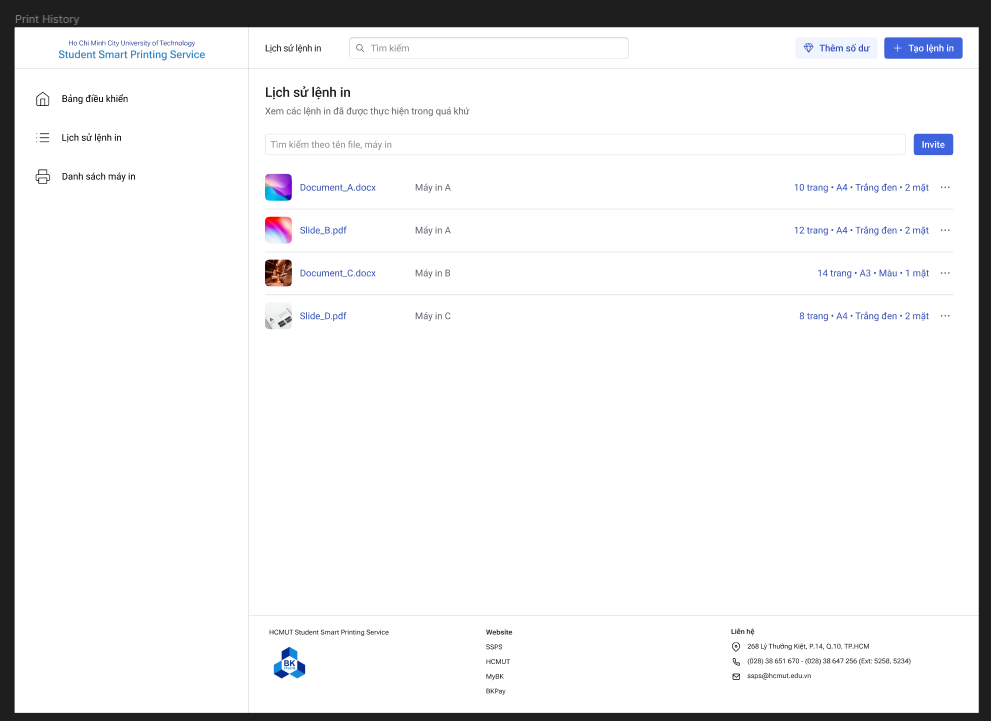 Print History
Ho Chi Minh City University of Technology
Student Smart Printing Service
Lịch sử lệnh in
Tìm kiếm
Thêm số dư
Tạo lệnh in
Bảng điều khiển
Lịch sử lệnh in
Danh sách máy in
Lịch sử lệnh in
Xem các lệnh in đã được thực hiện trong quá khứ
Tìm kiếm theo tên file, máy in
Invite
Document_A.docx Máy in A 10 trang • A4 • Trắng đen • 2 mặt
Slide_B.pdf Máy in A 12 trang • A4 • Trắng đen • 2 mặt
Document_C.docx Máy in B 14 trang • A3 • Màu • 1 mặt
Slide_D.pdf Máy in C 8 trang • A4 • Trắng đen • 2 mặt
HCMUT Student Smart Printing Service
BK
Website
SSPS
HCMUT
MyBK
BKPay
Liên hệ
268 Lý Thường Kiệt, P.14, Q.10, TP.HCM
(028) 38 651 670 - (028) 38 647 256 (Ext: 5258, 5234)
ssps@hcmut.edu.vn